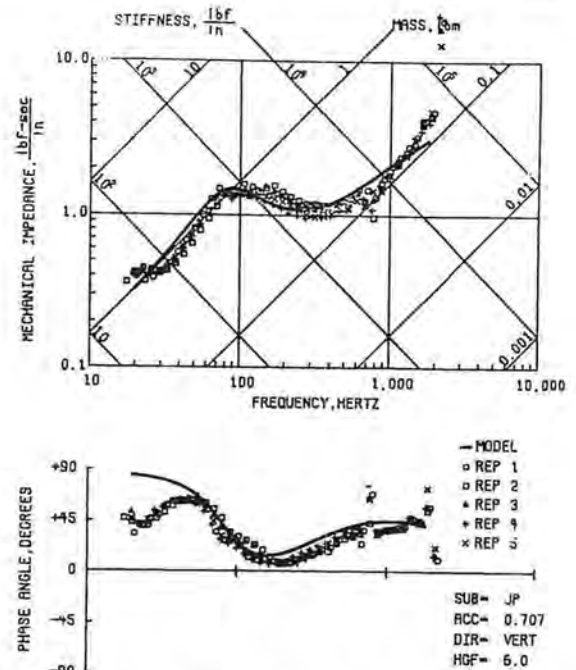 STIFFNESS, lbf
in
MASS, lbm
10.0
10³
10
10⁴
1
10⁵
0.1
MECHANICAL IMPEDANCE, lbf-sec
in
10²
1.0
0.01
10
0.001
0.1
10
100
1,000
10,000
FREQUENCY, HERTZ
— MODEL
REP 1
REP 2
REP 3
REP 4
REP 5
PHASE ANGLE, DEGREES
+90
+45
0
-45
-90
SUB= JP
ACC= 0.707
DIR= VERT
HGF= 6.0